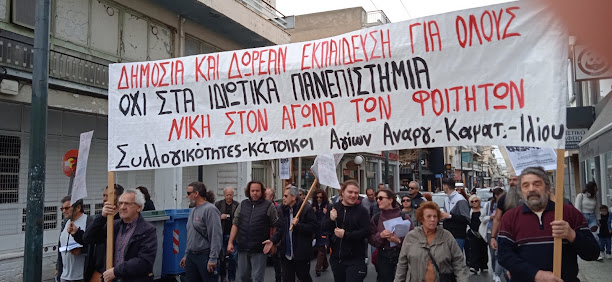 ΔΗΜΟΣΙΑ ΚΑΙ ΔΩΡΕΑΝ ΕΚΠΑΙΔΕΥΣΗ ΓΙΑ ΟΛΟΥΣ
ΟΧΙ ΣΤΑ ΙΔΙΩΤΙΚΑ ΠΑΝΕΠΙΣΤΗΜΙΑ
ΝΙΚΗ ΣΤΟΝ ΑΓΩΝΑ ΤΩΝ ΦΟΙΤΗΤΩΝ
Συλλογικότητες-κάτοικοι Αγίων Αναργ.-Καματ.-Ιλίου